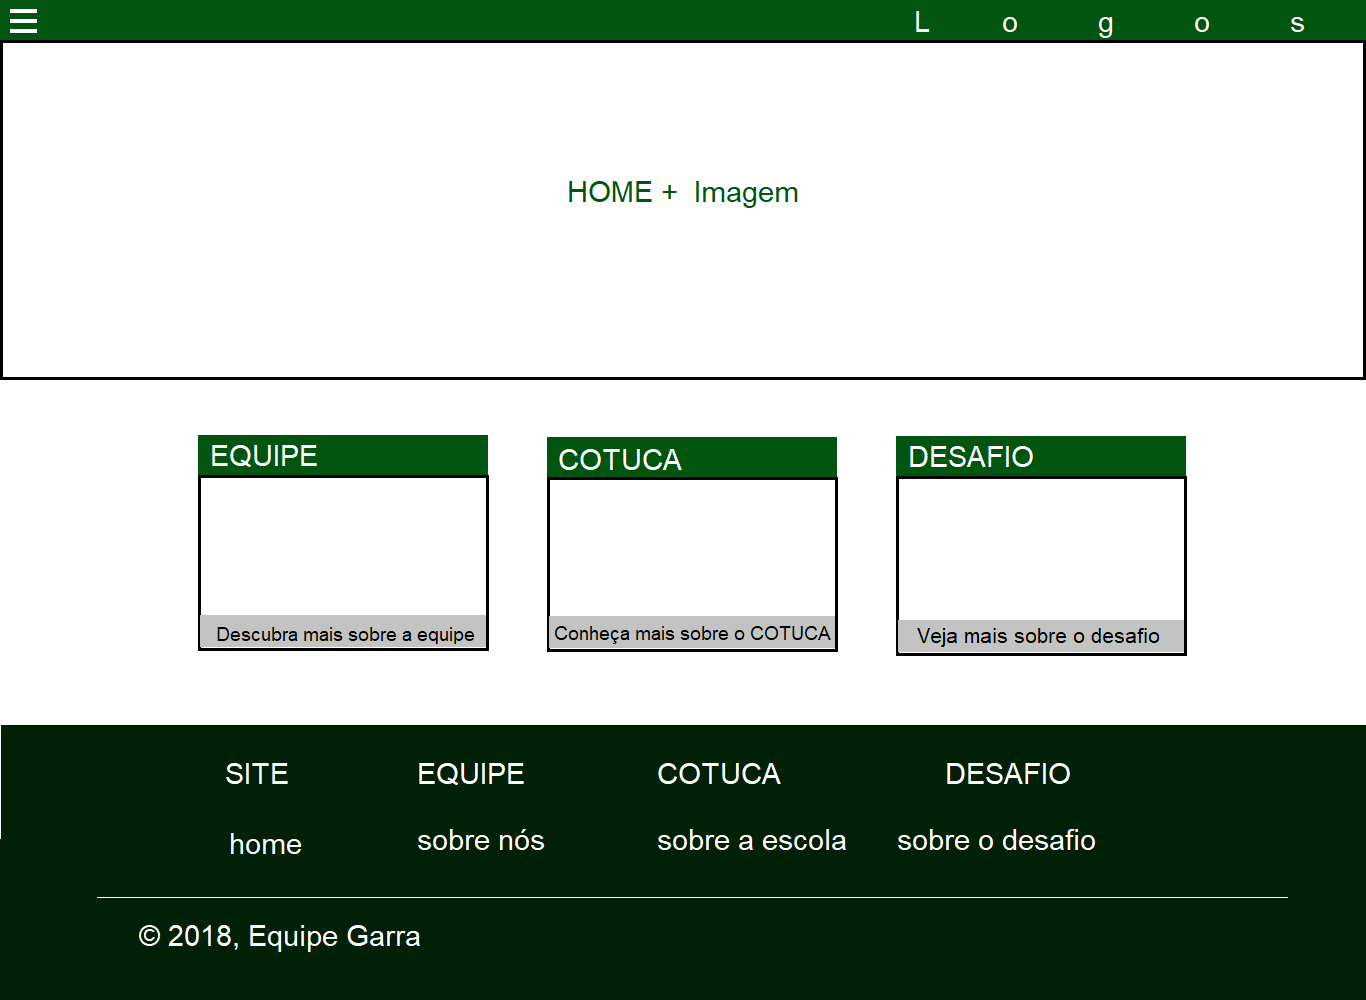 L o g o s
HOME + Imagem
EQUIPE
COTUCA
DESAFIO
Descubra mais sobre a equipe
Conheça mais sobre o COTUCA
Veja mais sobre o desafio
SITE
EQUIPE
COTUCA
DESAFIO
home
sobre nós
sobre a escola
sobre o desafio
© 2018, Equipe Garra